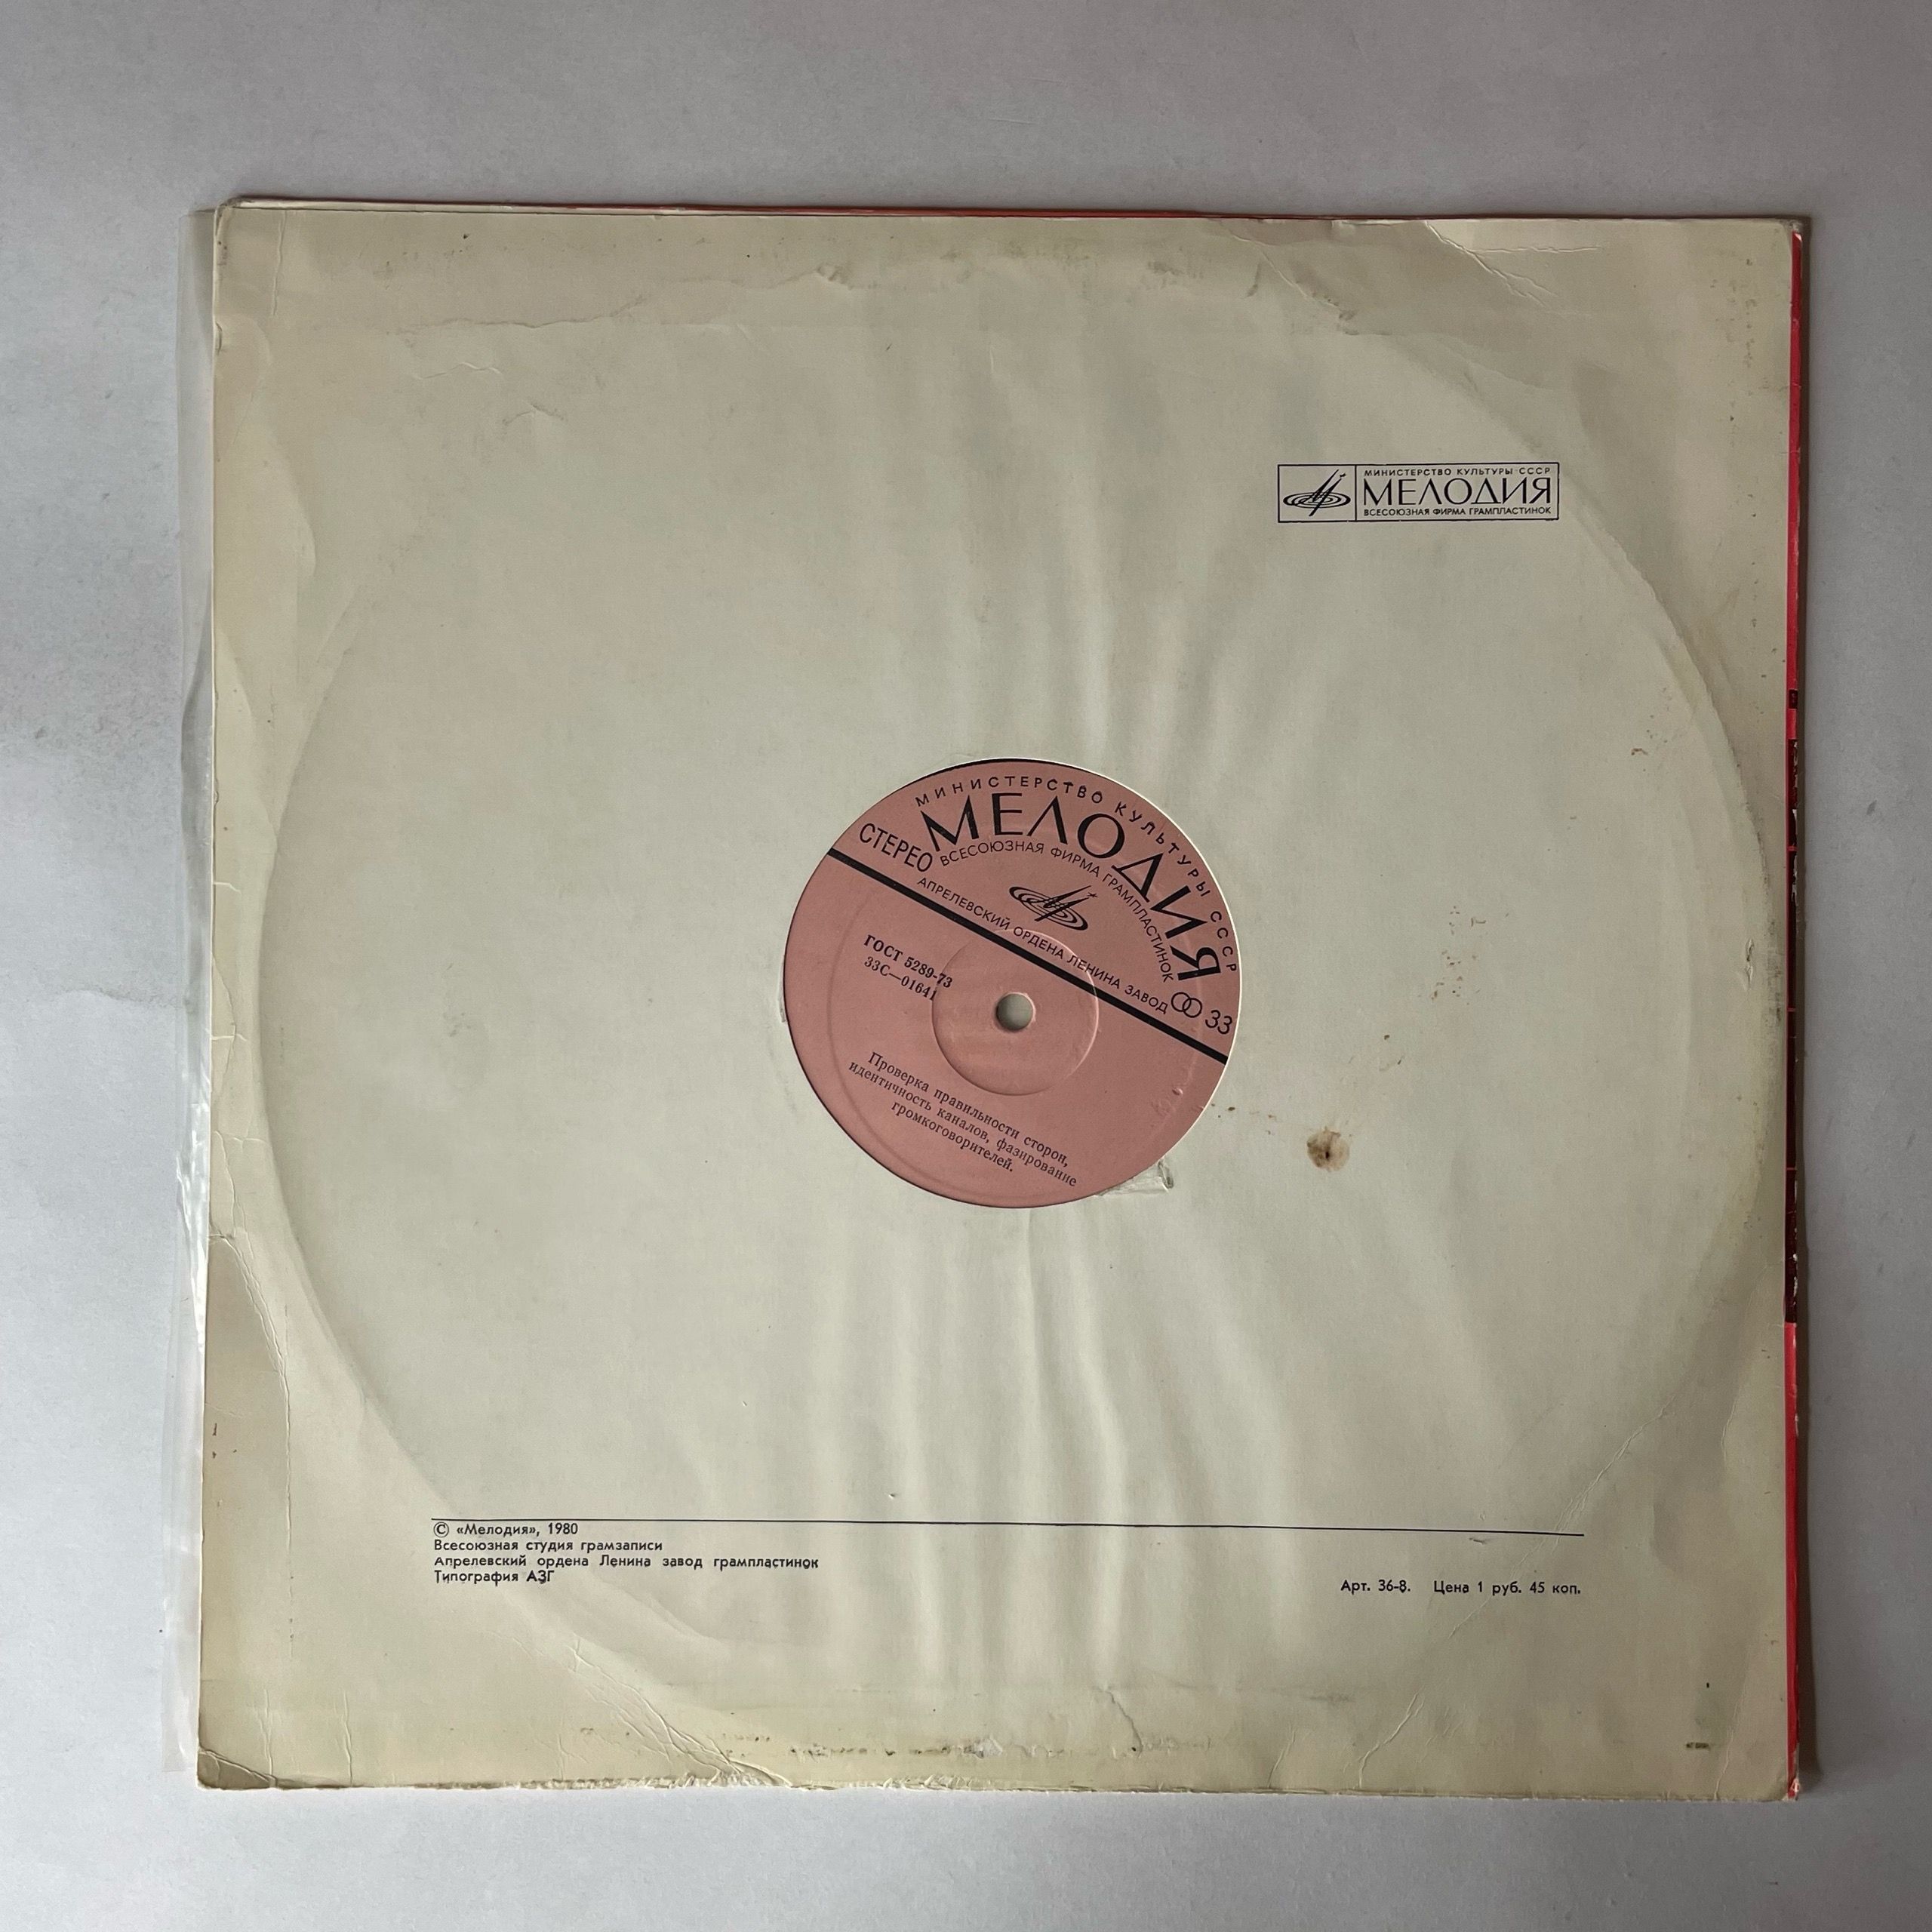 МИНИСТЕРСТВО КУЛЬТУРЫ СССР
МЕЛОДИЯ
ВСЕСОЮЗНАЯ ФИРМА ГРАМПЛАСТИНОК
МИНИСТЕРСТВО КУЛЬТУРЫ СССР
МЕЛОДИЯ
ВСЕСОЮЗНАЯ ФИРМА ГРАМПЛАСТИНОК
СТЕРЕО
АПРЕЛЕВСКИЙ ОРДЕНА ЛЕНИНА ЗАВОД
33
ГОСТ 5289-73
33С—01641
Проверка правильности сторон,
идентичность каналов, фазирование
громкоговорителей.
© «Мелодия», 1980
Всесоюзная студия грамзаписи
Апрелевский ордена Ленина завод грампластинок
Типография АЗГ
Арт. 36-8. Цена 1 руб. 45 коп.